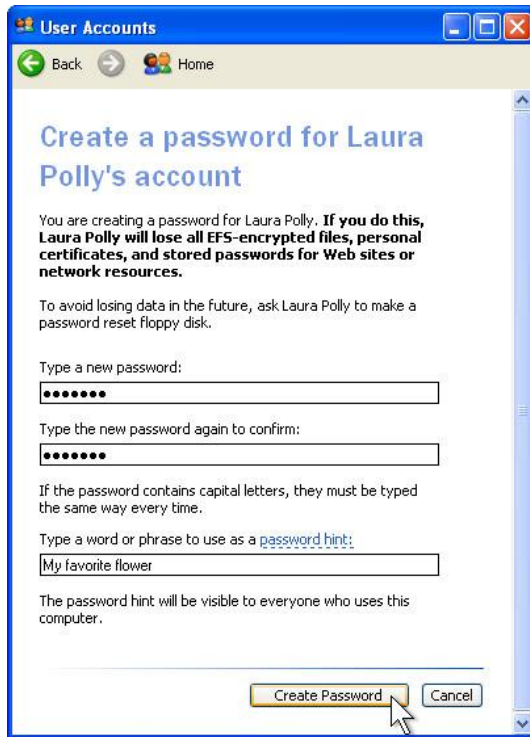 User Accounts
Back Home
Create a password for Laura
Polly's account
You are creating a password for Laura Polly. If you do this,
Laura Polly will lose all EFS-encrypted files, personal
certificates, and stored passwords for Web sites or
network resources.
To avoid losing data in the future, ask Laura Polly to make a
password reset floppy disk.
Type a new password:
•••••••
Type the new password again to confirm:
•••••••
If the password contains capital letters, they must be typed
the same way every time.
Type a word or phrase to use as a password hint:
My favorite flower
The password hint will be visible to everyone who uses this
computer.
Create Password Cancel